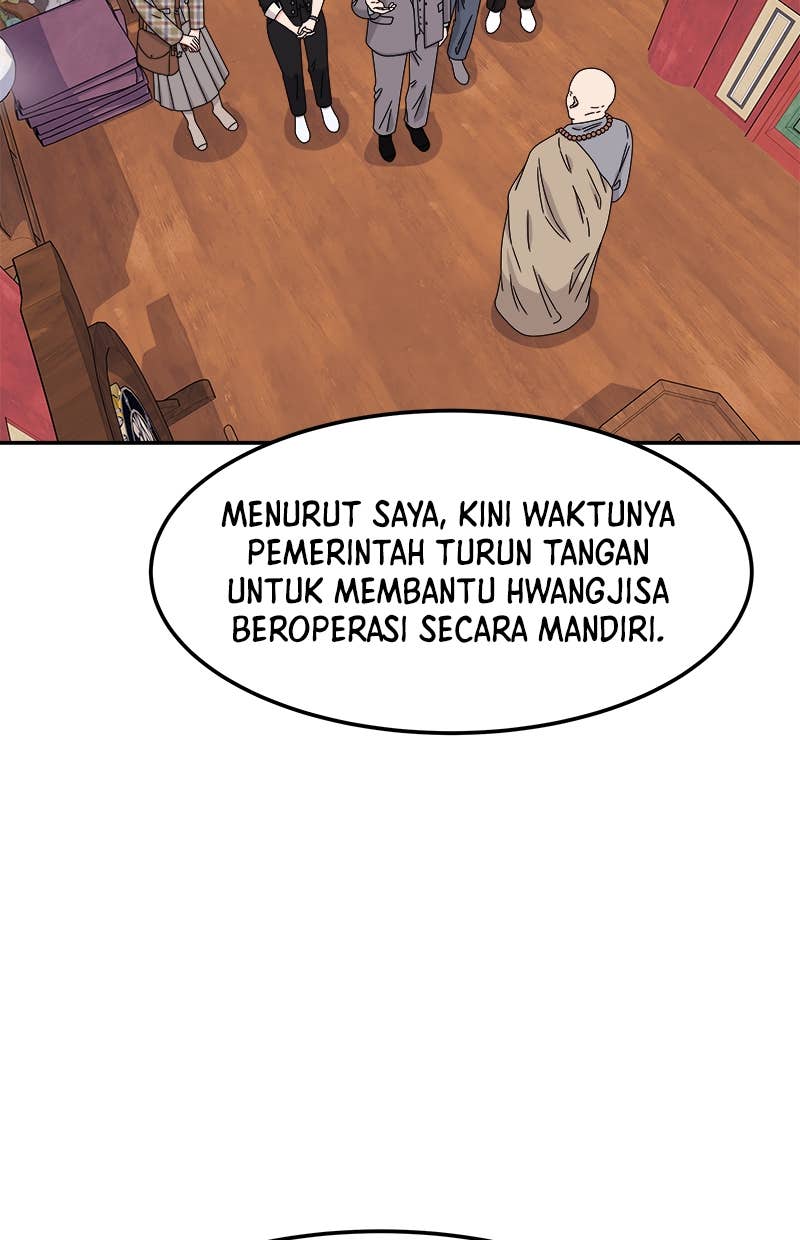 MENURUT SAYA, KINI WAKTUNYA
PEMERINTAH TURUN TANGAN
UNTUK MEMBANTU HWANGJISA
BEROPERASI SECARA MANDIRI.